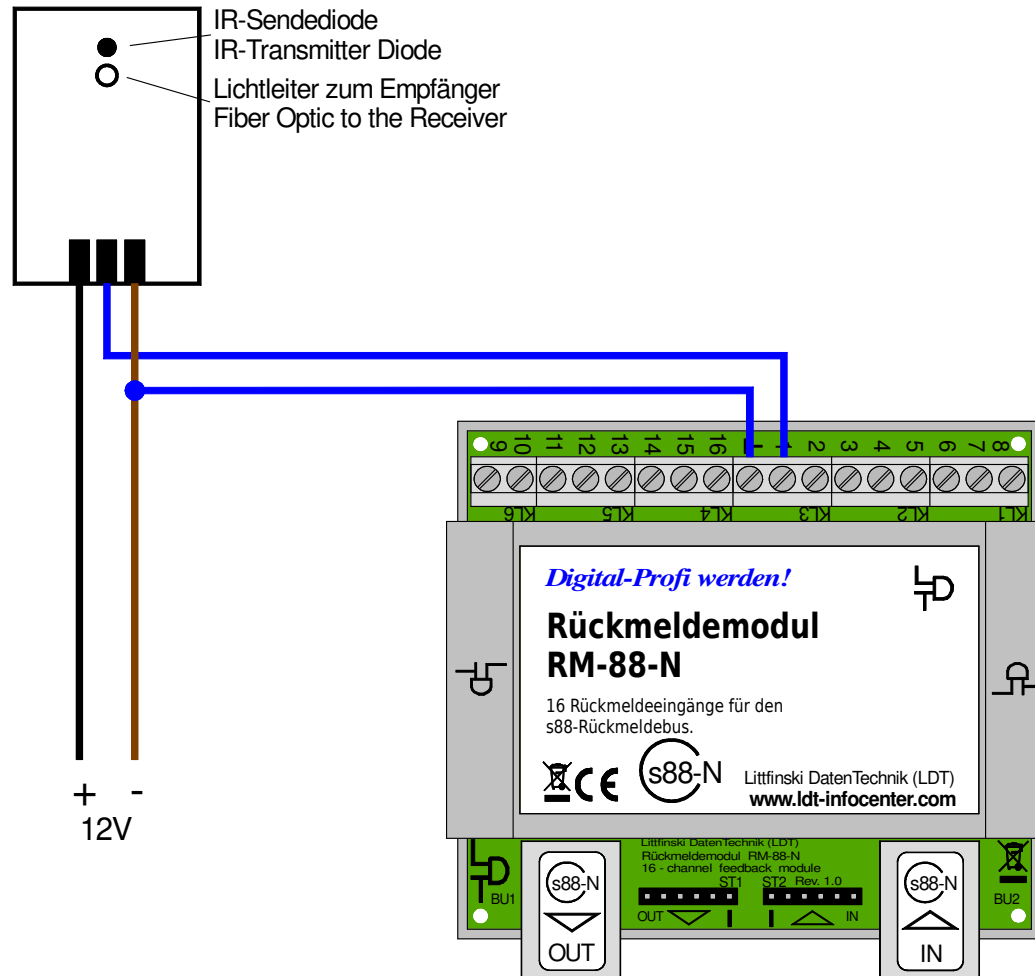 IR-Sendediode
IR-Transmitter Diode
Lichtleiter zum Empfänger
Fiber Optic to the Receiver
+ -
12V
9 10 11 12 13 14 15 16 ⊥ 1 2 3 4 5 6 7 8
KL6 KL5 KL4 KL3 KL2 KL1
Digital-Profi werden!
Rückmeldemodul
RM-88-N
16 Rückmeldeeingänge für den
s88-Rückmeldebus.
CE s88-N
Littfinski DatenTechnik (LDT)
www.ldt-infocenter.com
Littfinski DatenTechnik (LDT)
Rückmeldemodul RM-88-N
16 - channel feedback module
ST1 ST2 Rev. 1.0
BU1
OUT IN
BU2
s88-N
OUT
s88-N
IN